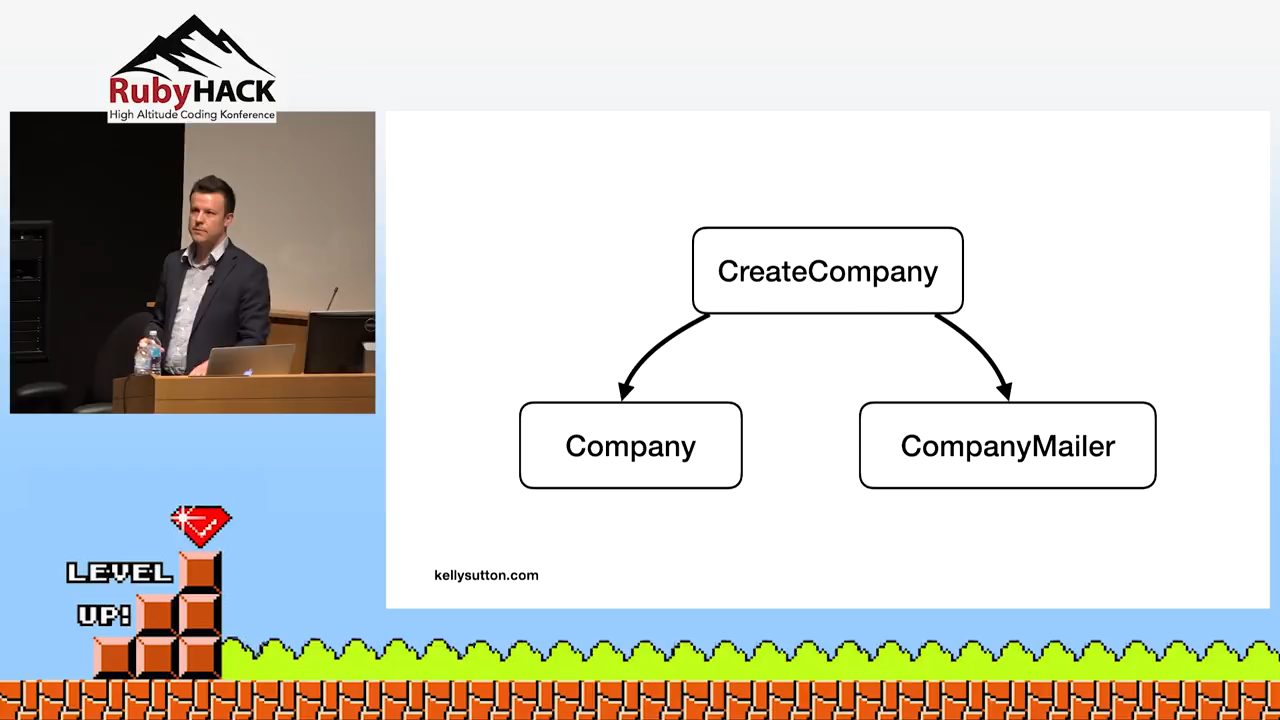 RubyHACK
High Altitude Coding Konference
CreateCompany
Company
CompanyMailer
kellysutton.com
LEVEL
UP!